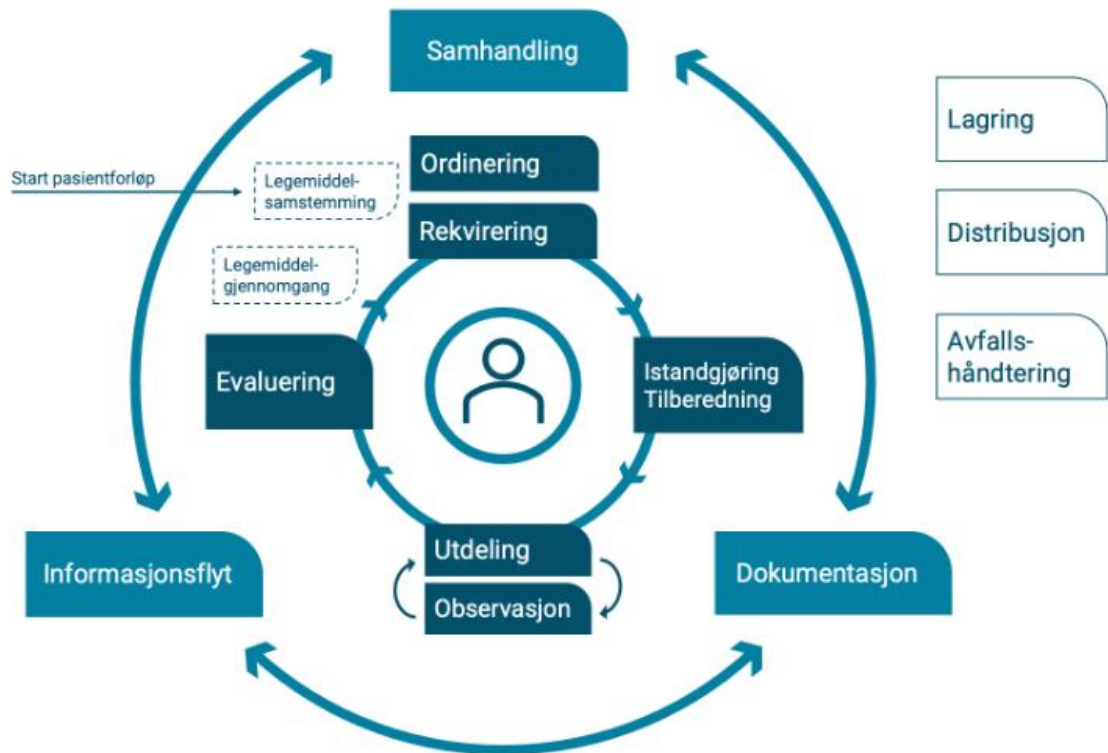 Samhandling
Lagring
Ordinering
Start pasientforløp
Legemiddel-
samstemming
Rekvirering
Distribusjon
Legemiddel-
gjennomgang
Evaluering
Istandgjøring
Tilberedning
Avfalls-
håndtering
Utdeling
Informasjonsflyt
Dokumentasjon
Observasjon